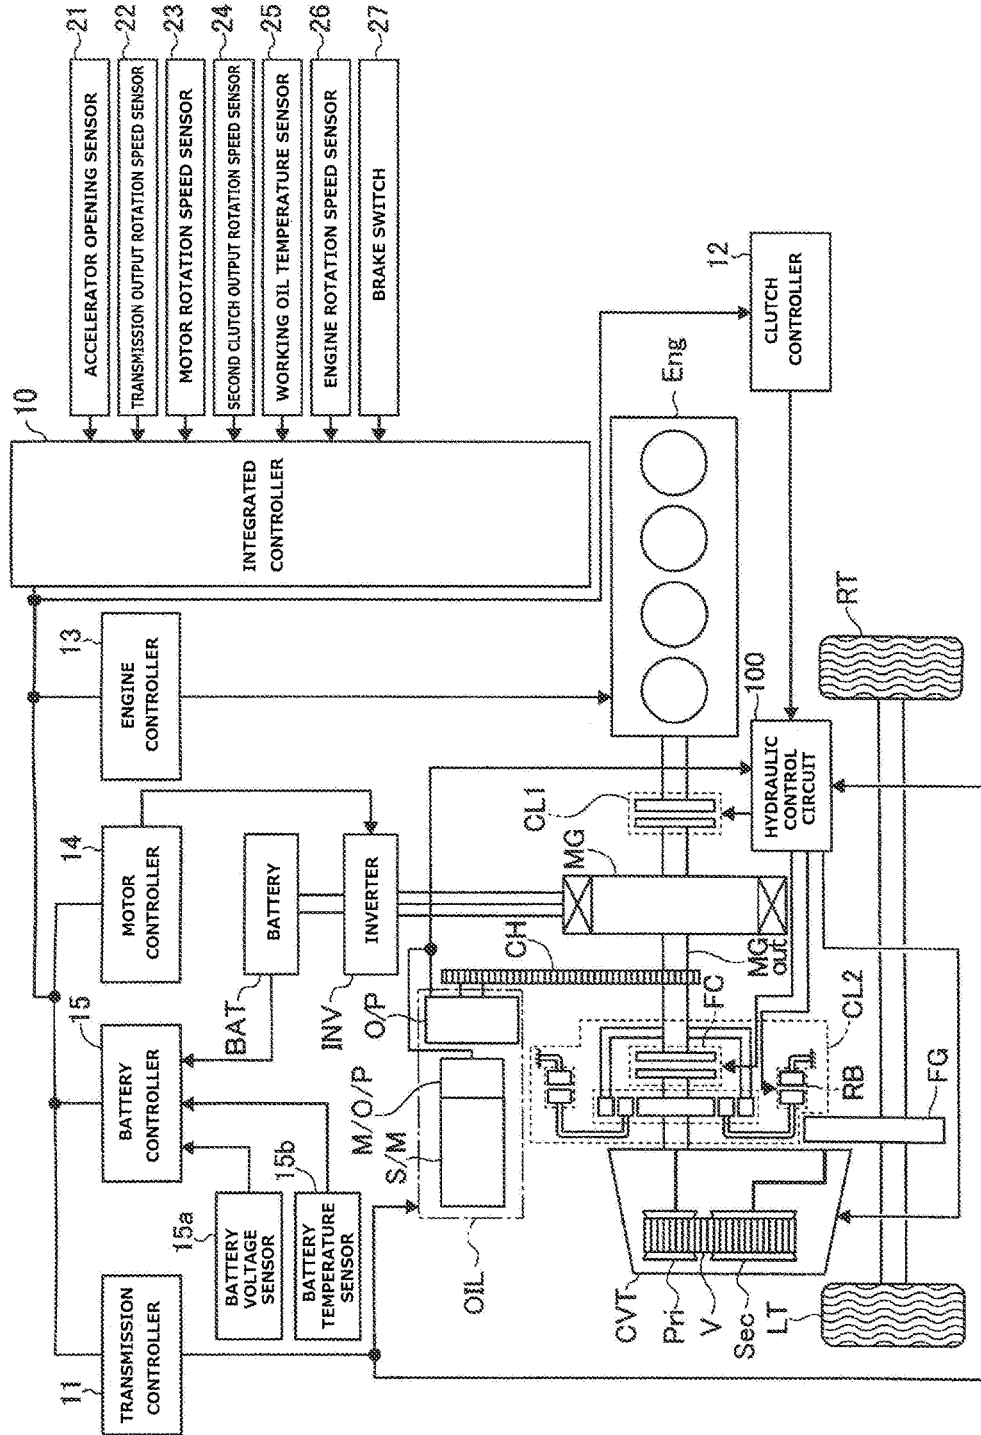 21
22
23
24
25
26
27
ACCELERATOR OPENING SENSOR
TRANSMISSION OUTPUT ROTATION SPEED SENSOR
MOTOR ROTATION SPEED SENSOR
SECOND CLUTCH OUTPUT ROTATION SPEED SENSOR
WORKING OIL TEMPERATURE SENSOR
ENGINE ROTATION SPEED SENSOR
BRAKE SWITCH
10
INTEGRATED
CONTROLLER
12
CLUTCH
CONTROLLER
Eng
13
ENGINE
CONTROLLER
RT
100
HYDRAULIC
CONTROL
CIRCUIT
14
MOTOR
CONTROLLER
BATTERY
INVERTER
CL1
MG
BAT
INV
O/P
CH
MG
out
FC
CL2
RB
FG
15
BATTERY
CONTROLLER
M/O/P
S/M
15a
BATTERY
VOLTAGE
SENSOR
15b
BATTERY
TEMPERATURE
SENSOR
OIL
CVT
Pri
V
Sec
LT
11
TRANSMISSION
CONTROLLER